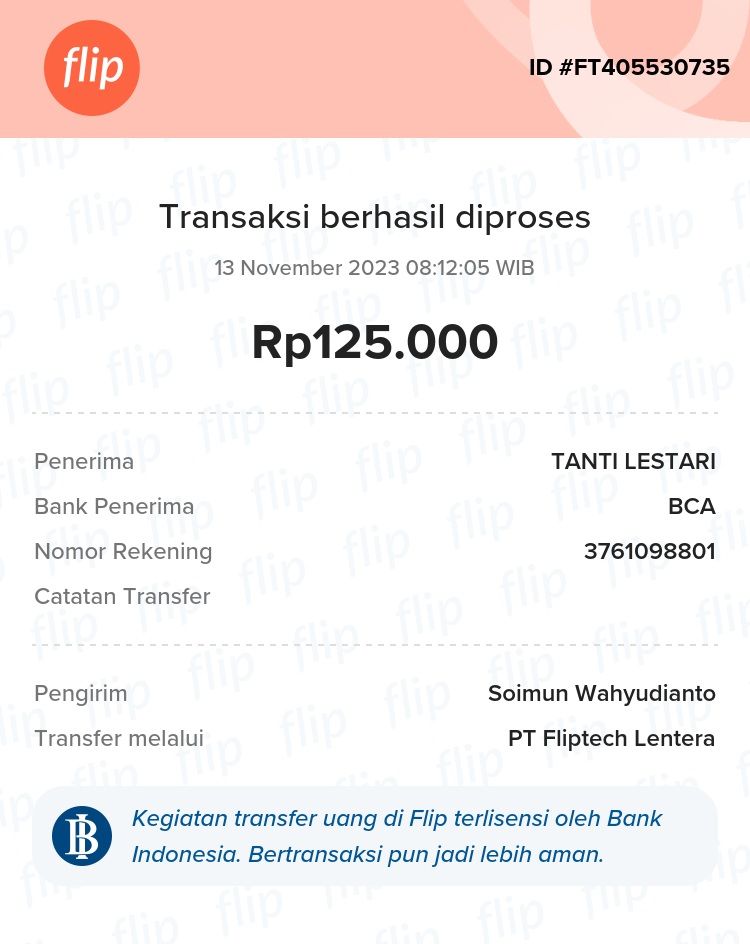 flip
ID #FT405530735
Transaksi berhasil diproses
13 November 2023 08:12:05 WIB
Rp125.000
Penerima TANTI LESTARI
Bank Penerima BCA
Nomor Rekening 3761098801
Catatan Transfer
Pengirim Soimun Wahyudianto
Transfer melalui PT Fliptech Lentera
Kegiatan transfer uang di Flip terlisensi oleh Bank
Indonesia. Bertransaksi pun jadi lebih aman.